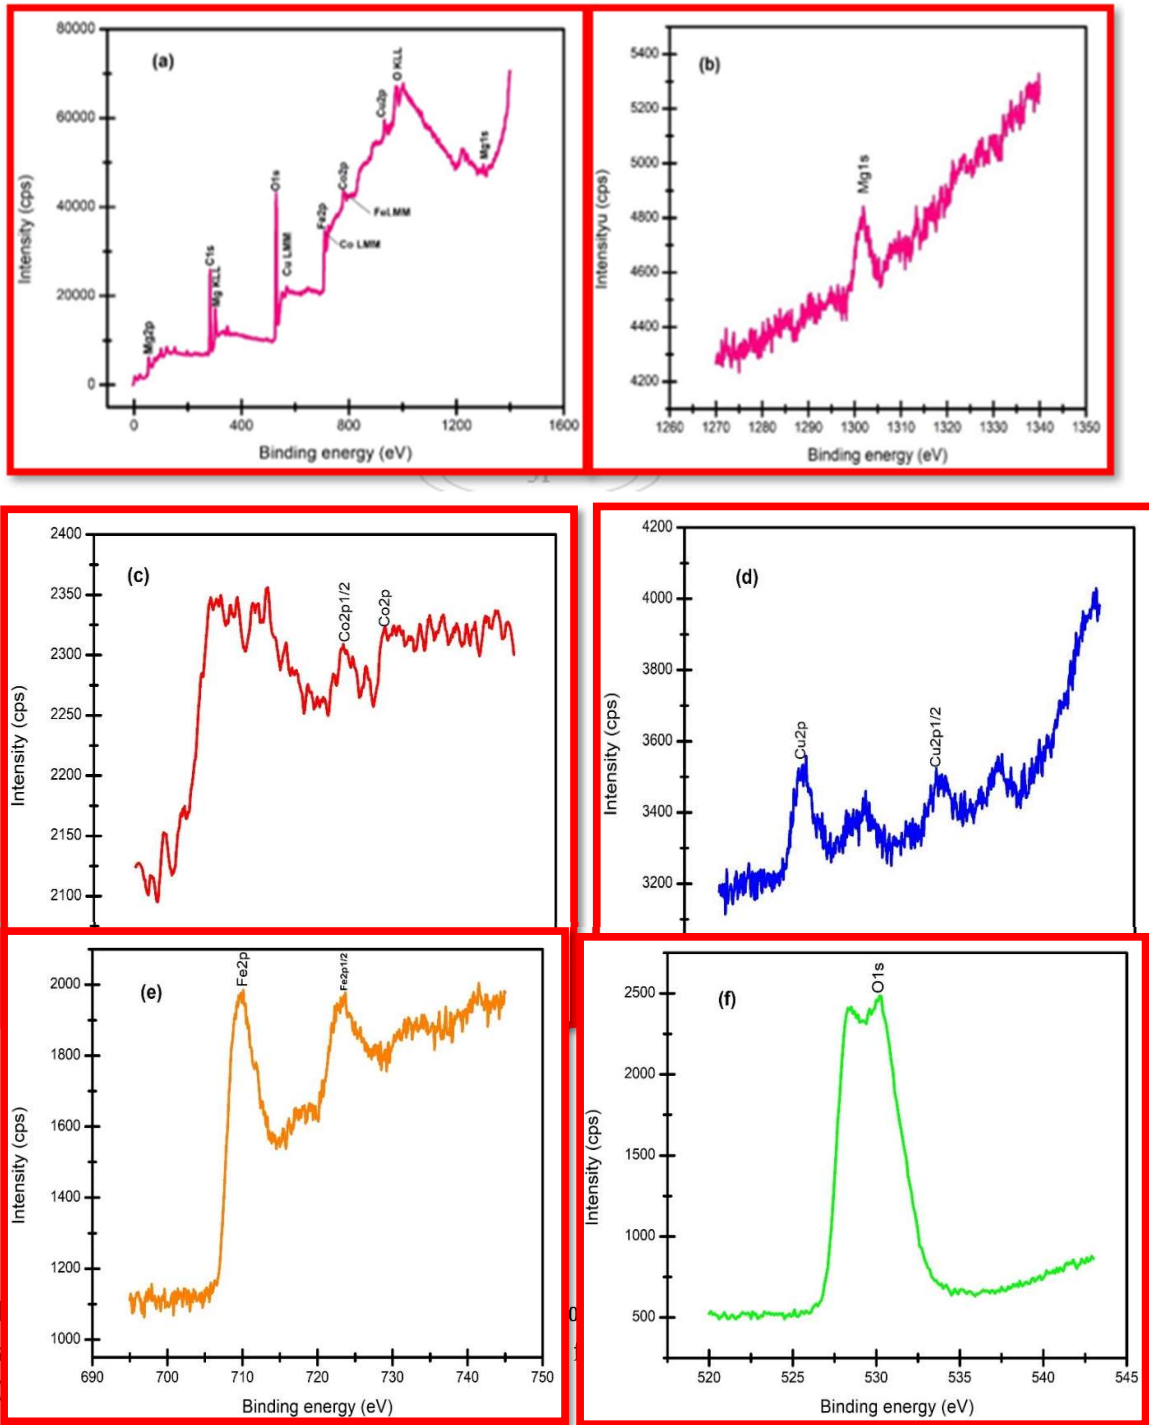 (a)
Intensity (cps)
80000
60000
40000
20000
0
Mg2p
C1s
Mg KLL
O1s
Cu LMM
Fe2p
Co LMM
Co2p
FeLMM
Cu2p
O KLL
Mg1s
0 400 800 1200 1600
Binding energy (eV)
(b)
Intensityu (cps)
5400
5200
5000
4800
4600
4400
4200
Mg1s
1260 1270 1280 1290 1300 1310 1320 1330 1340 1350
Binding energy (eV)
(c)
Intensity (cps)
2400
2350
2300
2250
2200
2150
2100
Co2p1/2
Co2p
(d)
Intensity (cps)
4200
4000
3800
3600
3400
3200
Cu2p
Cu2p1/2
(e)
Intensity (cps)
2000
1800
1600
1400
1200
1000
Fe2p
Fe2p1/2
690 700 710 720 730 740 750
Binding energy (eV)
(f)
Intensity (cps)
2500
2000
1500
1000
500
O1s
520 525 530 535 540 545
Binding energy (eV)